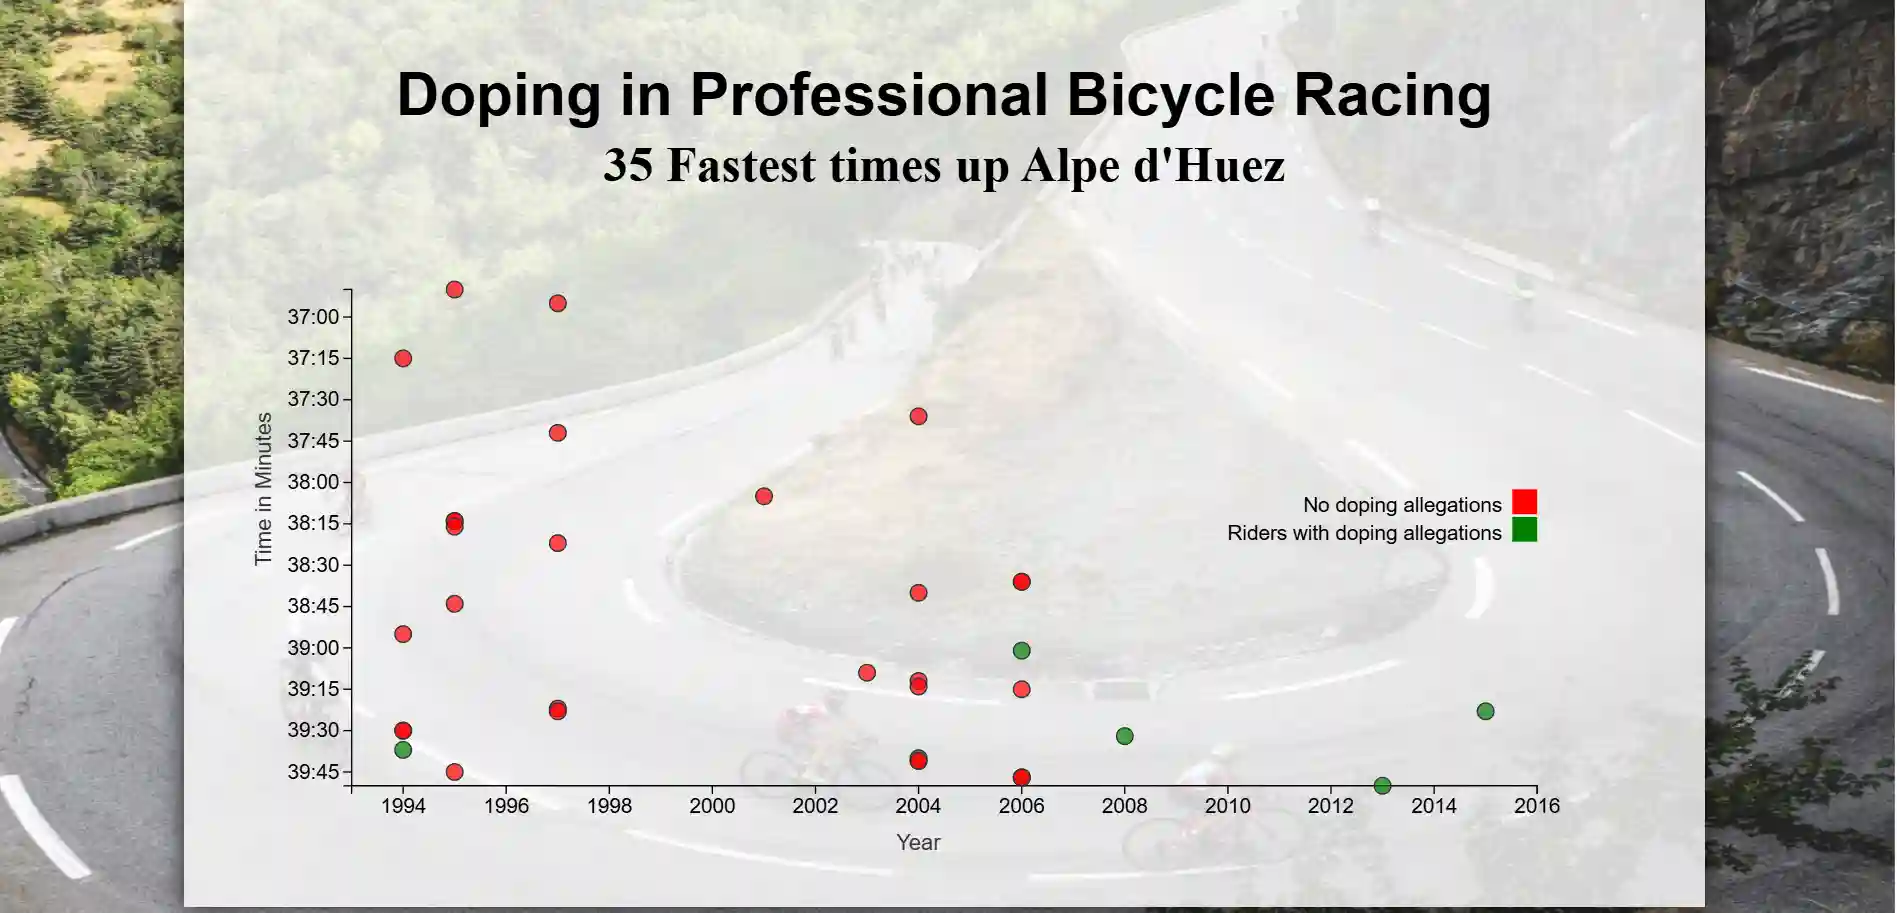 Doping in Professional Bicycle Racing
35 Fastest times up Alpe d'Huez
Time in Minutes
37:00
37:15
37:30
37:45
38:00
38:15
38:30
38:45
39:00
39:15
39:30
39:45
No doping allegations
Riders with doping allegations
1994 1996 1998 2000 2002 2004 2006 2008 2010 2012 2014 2016
Year